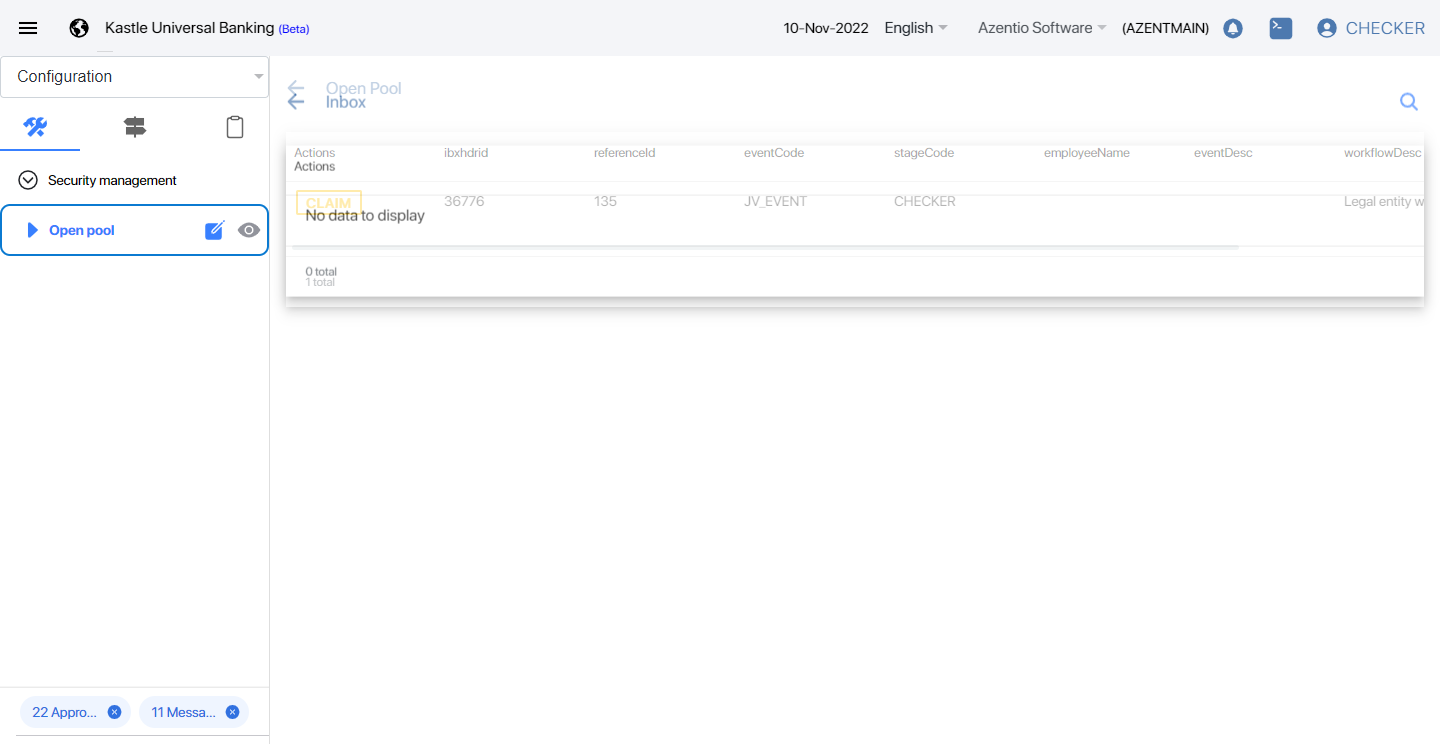 Kastle Universal Banking (Beta)
10-Nov-2022
English
Azentio Software
(AZENTMAIN)
CHECKER
Configuration
Security management
Open pool
22 Appro...
11 Messa...
Open Pool
Inbox
Actions ibxhdrid referenceId eventCode stageCode employeeName eventDesc workflowDesc
Actions
CLAIM 36776 135 JV_EVENT CHECKER Legal entity w
No data to display
0 total
1 total